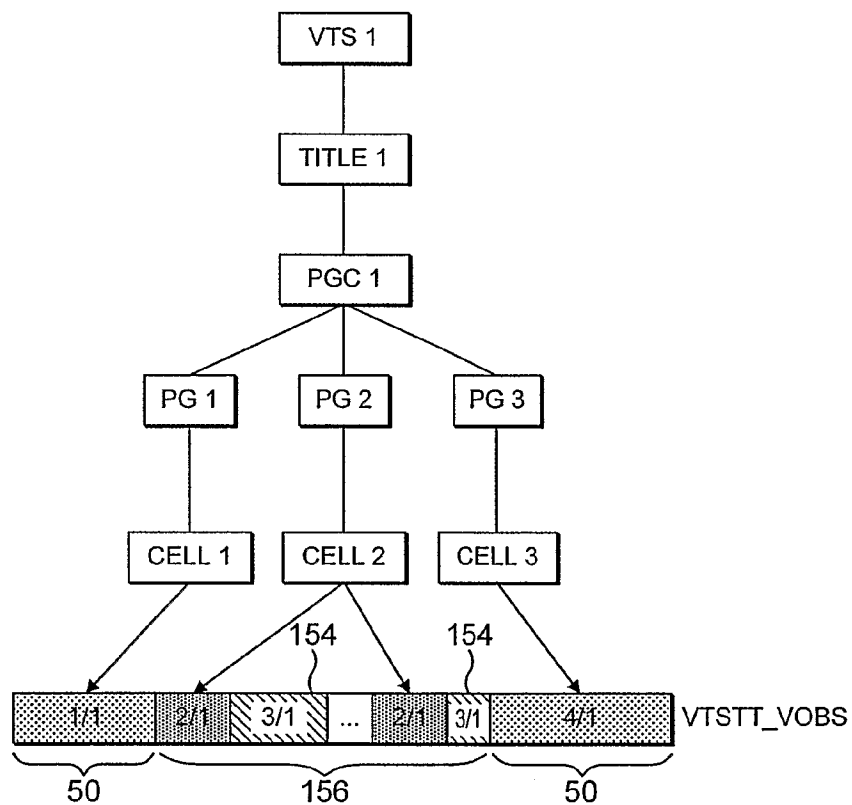 VTS 1
TITLE 1
PGC 1
PG 1 PG 2 PG 3
CELL 1 CELL 2 CELL 3
154 154
1/1 2/1 3/1 ... 2/1 3/1 4/1 VTSTT_VOBS
50 156 50